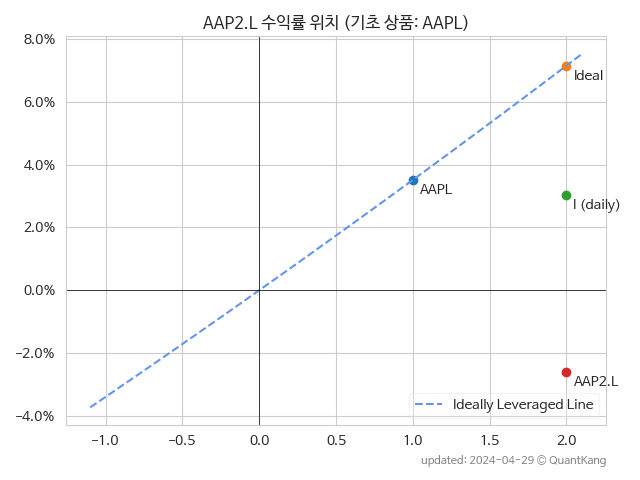 AAP2.L 수익률 위치 (기초 상품: AAPL)
8.0%
6.0%
4.0%
2.0%
0.0%
−2.0%
−4.0%
Ideal
AAPL
I (daily)
AAP2.L
Ideally Leveraged Line
−1.0 −0.5 0.0 0.5 1.0 1.5 2.0
updated: 2024-04-29 © QuantKang